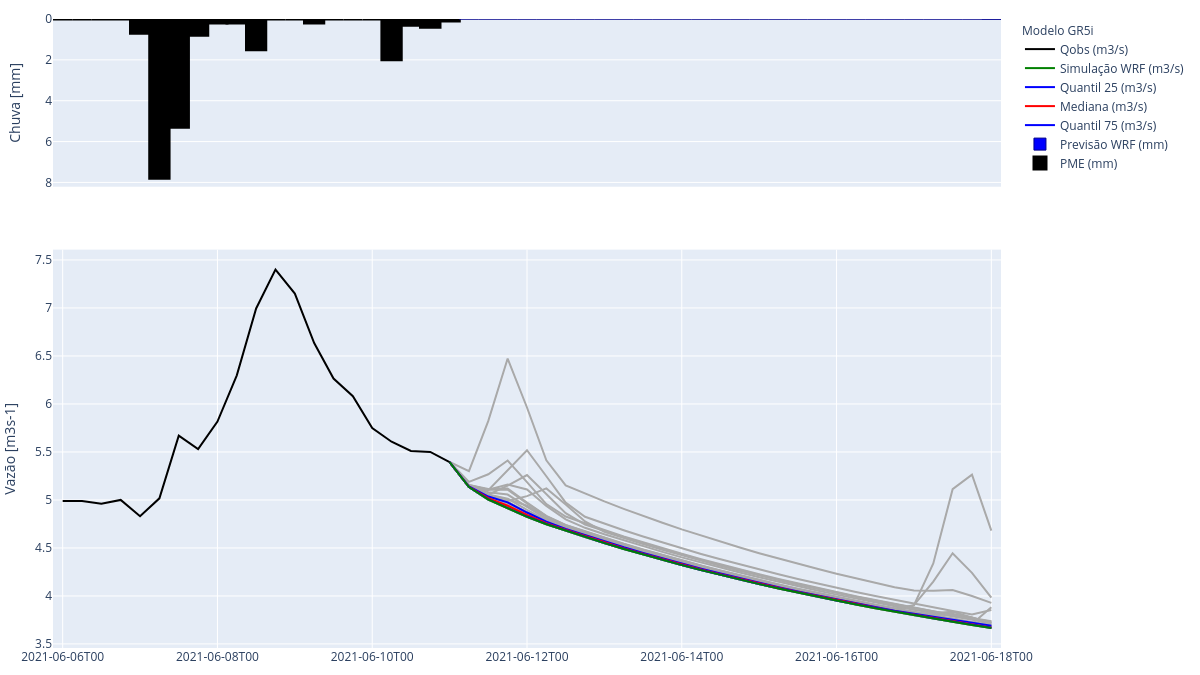 0
2
4
6
8
Chuva [mm]
Modelo GR5i
Qobs (m3/s)
Simulação WRF (m3/s)
Quantil 25 (m3/s)
Mediana (m3/s)
Quantil 75 (m3/s)
Previsão WRF (mm)
PME (mm)
7.5
7
6.5
6
5.5
5
4.5
4
3.5
Vazão [m3s-1]
2021-06-06T00
2021-06-08T00
2021-06-10T00
2021-06-12T00
2021-06-14T00
2021-06-16T00
2021-06-18T00